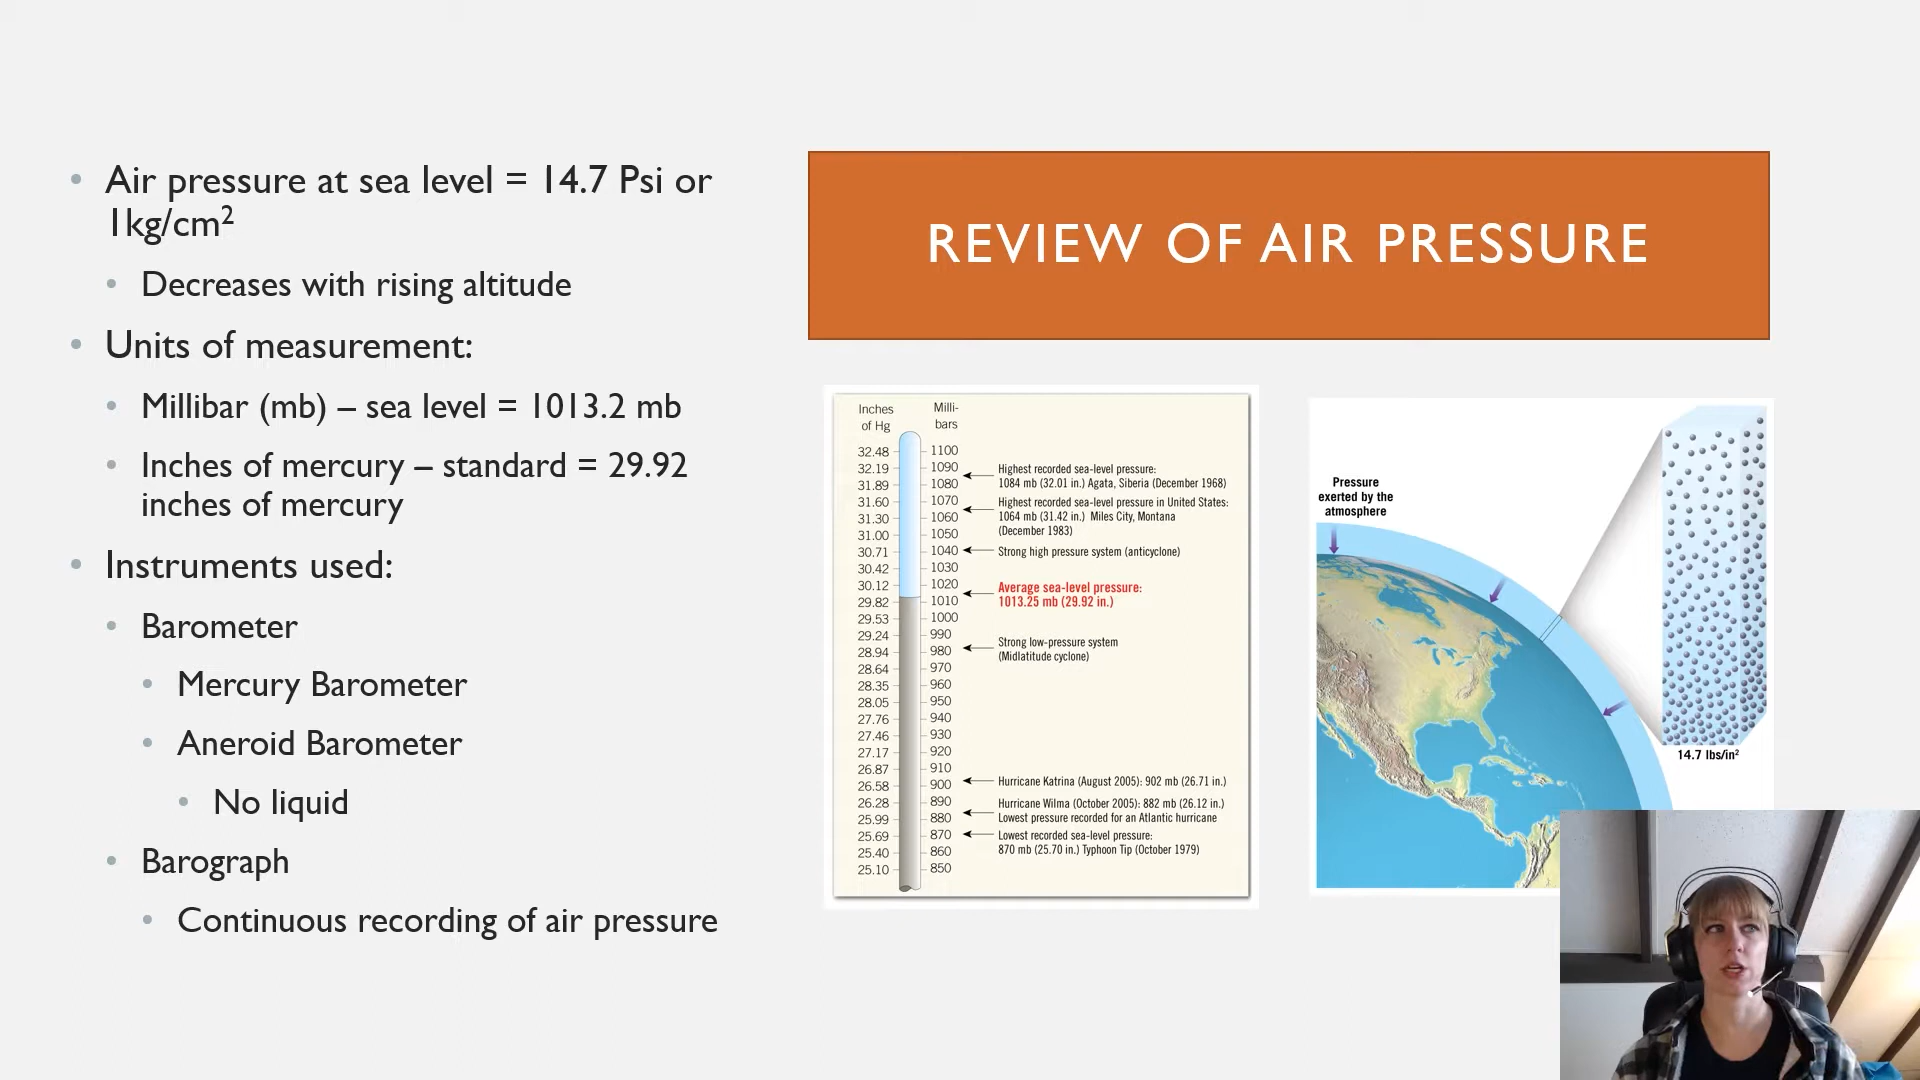 • Air pressure at sea level = 14.7 Psi or
1kg/cm²
• Decreases with rising altitude
• Units of measurement:
• Millibar (mb) – sea level = 1013.2 mb
• Inches of mercury – standard = 29.92
inches of mercury
• Instruments used:
• Barometer
• Mercury Barometer
• Aneroid Barometer
• No liquid
• Barograph
• Continuous recording of air pressure
REVIEW OF AIR PRESSURE
Inches Milli-
of Hg bars
32.48 1100
32.19 1090
31.89 1080
31.60 1070
31.30 1060
31.00 1050
30.71 1040
30.42 1030
30.12 1020
29.82 1010
29.53 1000
29.24 990
28.94 980
28.64 970
28.35 960
28.05 950
27.76 940
27.46 930
27.17 920
26.87 910
26.58 900
26.28 890
25.99 880
25.69 870
25.40 860
25.10 850
Highest recorded sea-level pressure:
1084 mb (32.01 in.) Agata, Siberia (December 1968)
Highest recorded sea-level pressure in United States:
1064 mb (31.42 in.) Miles City, Montana
(December 1983)
Strong high pressure system (anticyclone)
Average sea-level pressure:
1013.25 mb (29.92 in.)
Strong low-pressure system
(Midlatitude cyclone)
Hurricane Katrina (August 2005): 902 mb (26.71 in.)
Hurricane Wilma (October 2005): 882 mb (26.12 in.)
Lowest pressure recorded for an Atlantic hurricane
Lowest recorded sea-level pressure:
870 mb (25.70 in.) Typhoon Tip (October 1979)
Pressure
exerted by the
atmosphere
14.7 lbs/in²